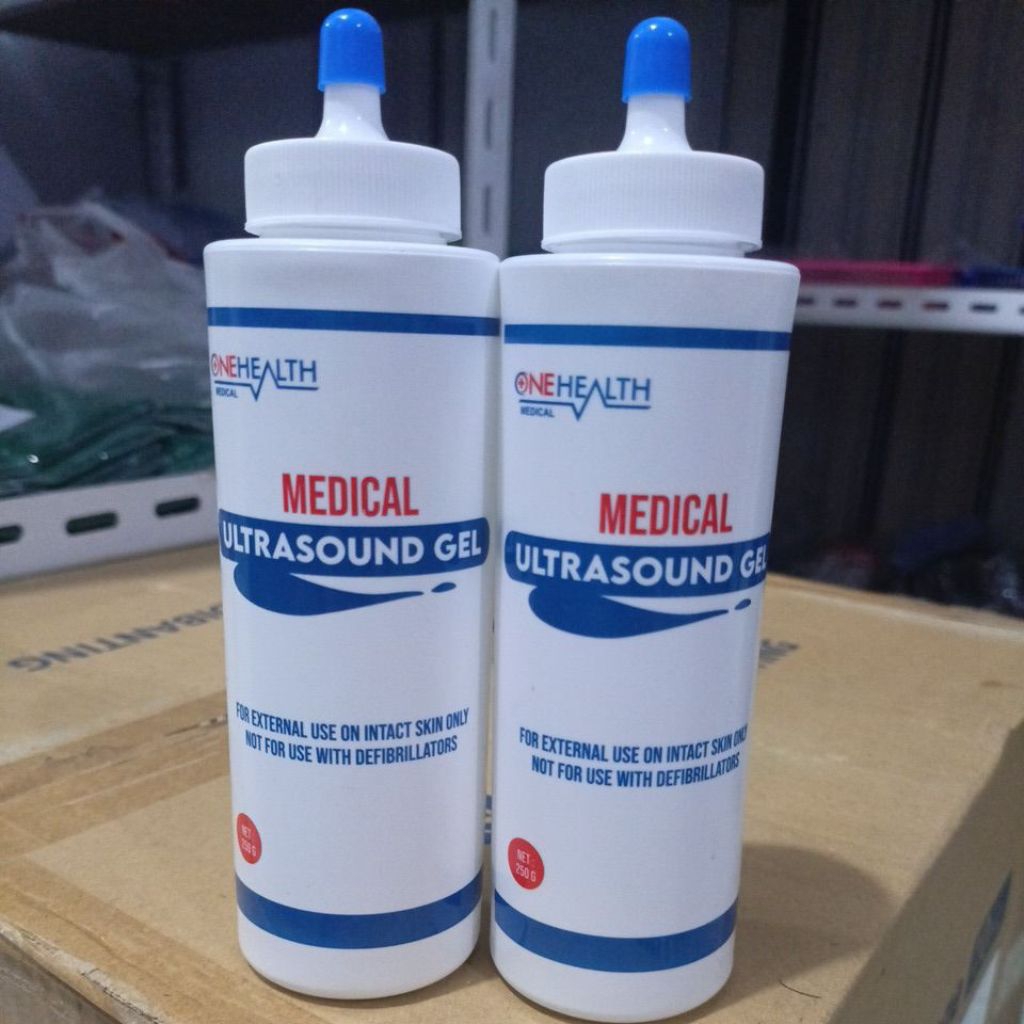 ONEHEALTH
MEDICAL
MEDICAL
ULTRASOUND GEL
FOR EXTERNAL USE ON INTACT SKIN ONLY
NOT FOR USE WITH DEFIBRILLATORS
NET :
250 G
ONEHEALTH
MEDICAL
MEDICAL
ULTRASOUND GEL
FOR EXTERNAL USE ON INTACT SKIN ONLY
NOT FOR USE WITH DEFIBRILLATORS
NET :
250 G